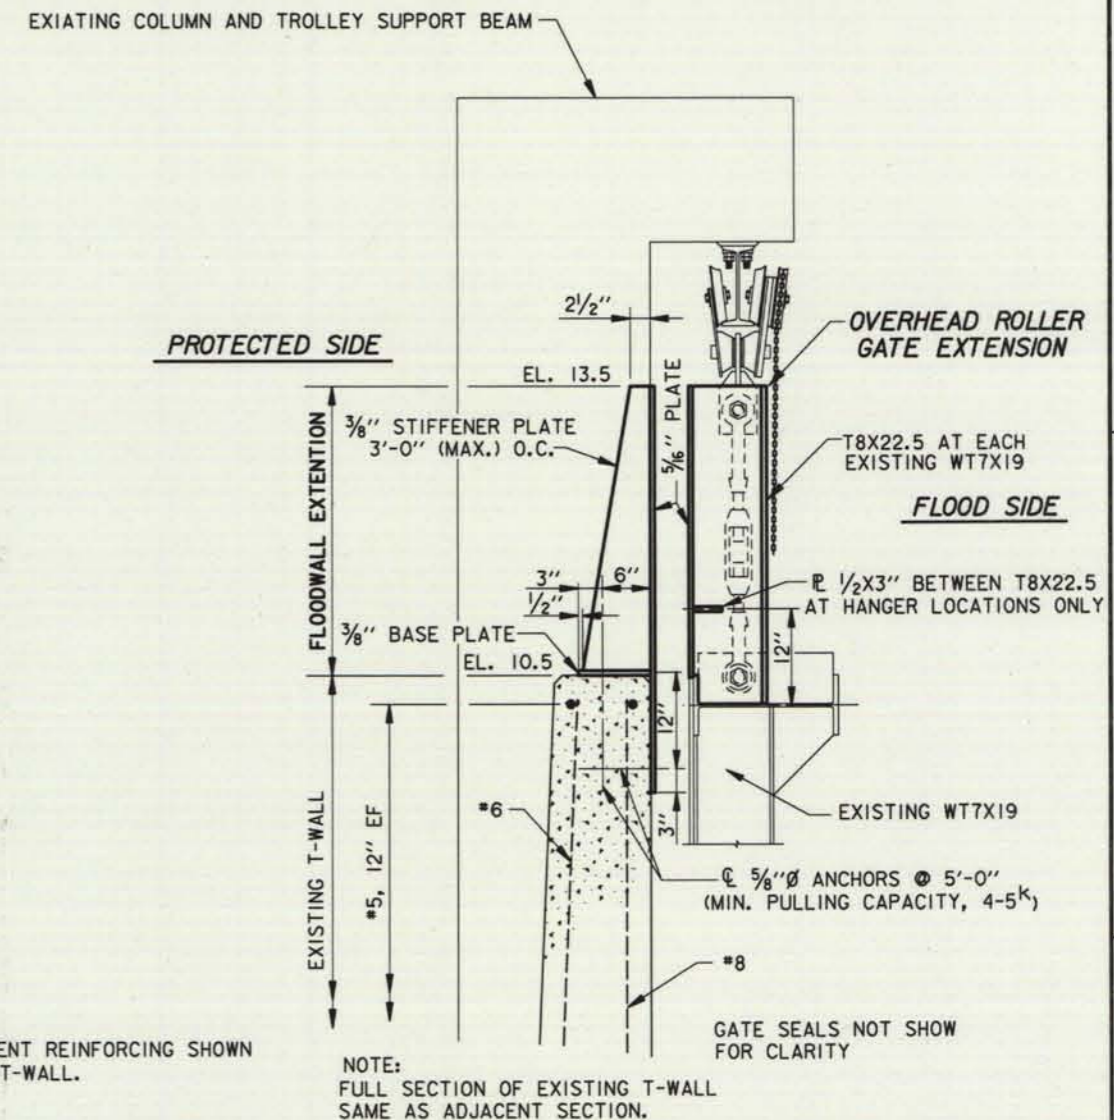 EXIATING COLUMN AND TROLLEY SUPPORT BEAM
2½"
PROTECTED SIDE
OVERHEAD ROLLER
GATE EXTENSION
EL. 13.5
5/16" PLATE
⅜" STIFFENER PLATE
3'-0" (MAX.) O.C.
T8X22.5 AT EACH
EXISTING WT7X19
FLOODWALL EXTENTION
FLOOD SIDE
3"
6"
½"
℄ ½X3" BETWEEN T8X22.5
AT HANGER LOCATIONS ONLY
⅜" BASE PLATE
12"
EL. 10.5
12"
EXISTING T-WALL
#5, 12" EF
#6
3"
EXISTING WT7X19
℄ ⅝"Ø ANCHORS @ 5'-0"
(MIN. PULLING CAPACITY, 4-5K)
#8
GATE SEALS NOT SHOW
FOR CLARITY
ENT REINFORCING SHOWN
T-WALL.
NOTE:
FULL SECTION OF EXISTING T-WALL
SAME AS ADJACENT SECTION.